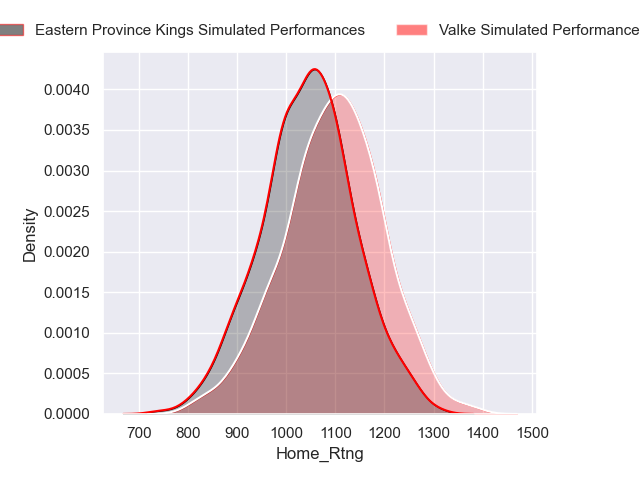 Eastern Province Kings Simulated Performances
Valke Simulated Performance
0.0040
0.0035
0.0030
0.0025
0.0020
0.0015
0.0010
0.0005
0.0000
Density
700 800 900 1000 1100 1200 1300 1400 1500
Home_Rtng